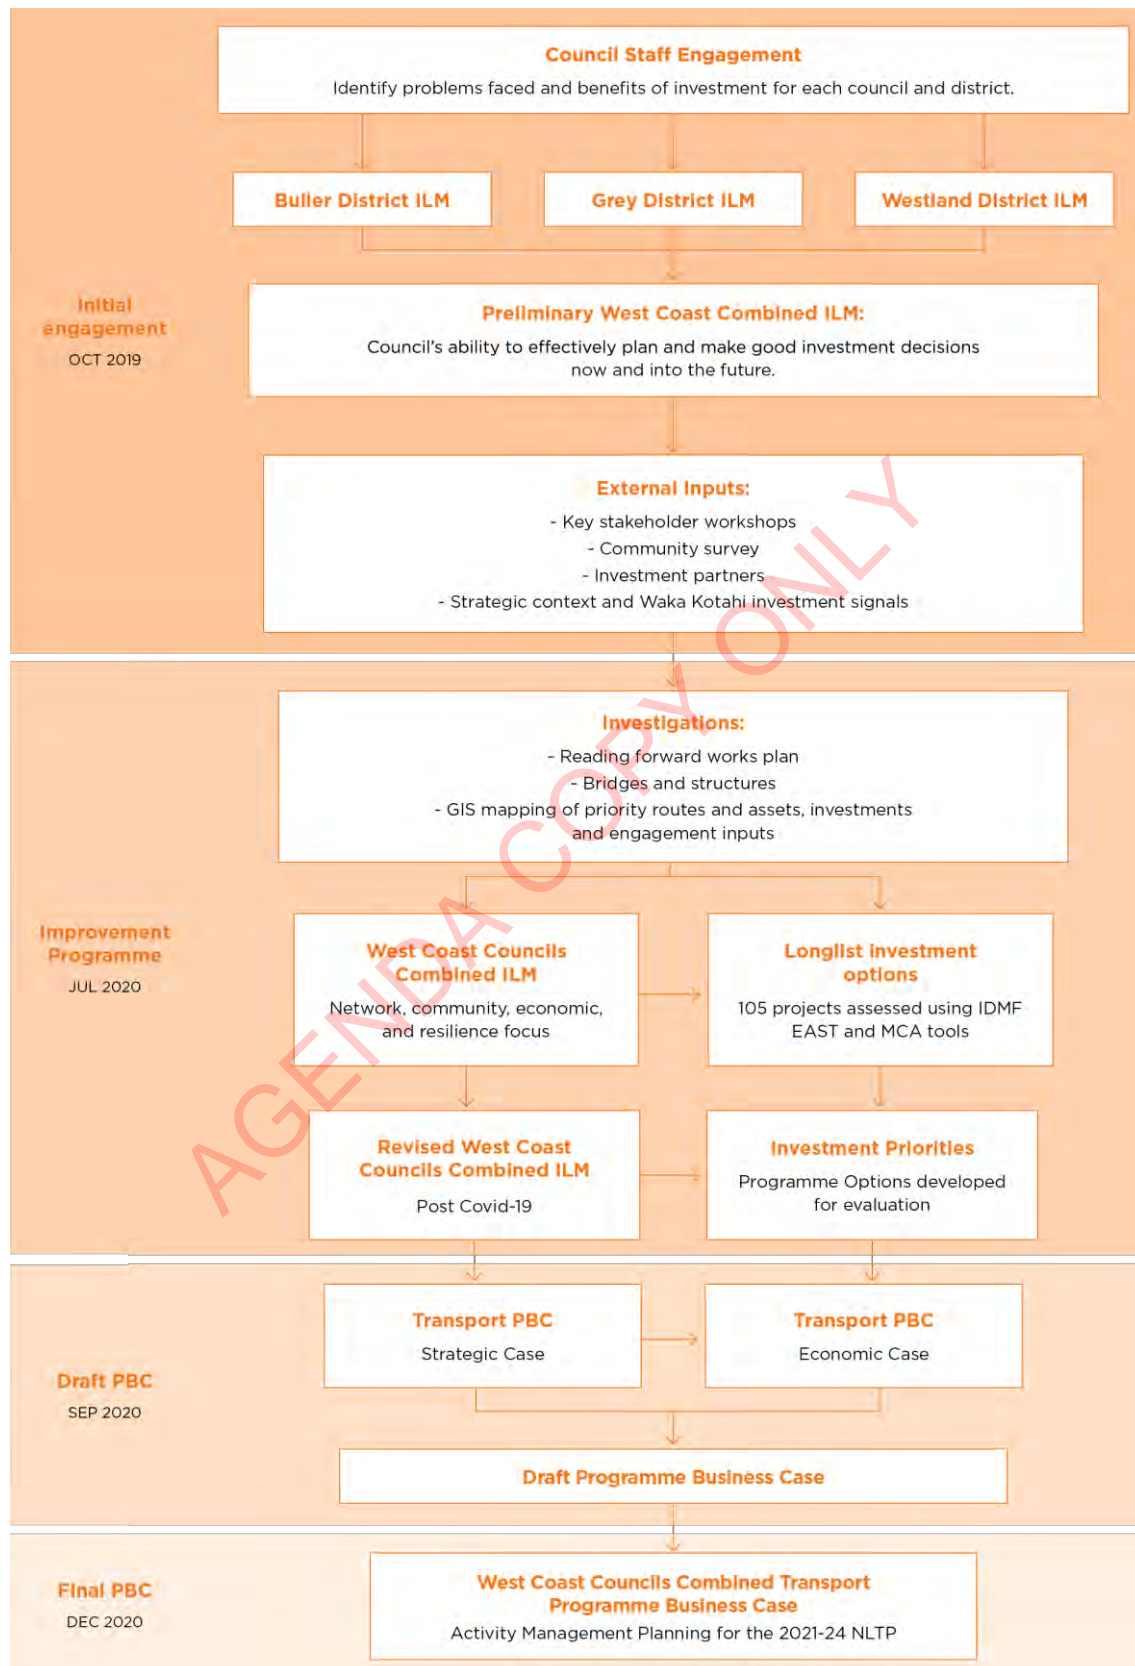 Council Staff Engagement
Identify problems faced and benefits of investment for each council and district.
Buller District ILM
Grey District ILM
Westland District ILM
Initial
engagement
OCT 2019
Preliminary West Coast Combined ILM:
Council's ability to effectively plan and make good investment decisions
now and into the future.
External Inputs:
- Key stakeholder workshops
- Community survey
- Investment partners
- Strategic context and Waka Kotahi investment signals
Investigations:
- Reading forward works plan
- Bridges and structures
- GIS mapping of priority routes and assets, investments
and engagement inputs
Improvement
Programme
JUL 2020
West Coast Councils
Combined ILM
Network, community, economic,
and resilience focus
Longlist investment
options
105 projects assessed using IDMF
EAST and MCA tools
Revised West Coast
Councils Combined ILM
Post Covid-19
Investment Priorities
Programme Options developed
for evaluation
Draft PBC
SEP 2020
Transport PBC
Strategic Case
Transport PBC
Economic Case
Draft Programme Business Case
Final PBC
DEC 2020
West Coast Councils Combined Transport
Programme Business Case
Activity Management Planning for the 2021-24 NLTP
AGENDA COPY ONLY